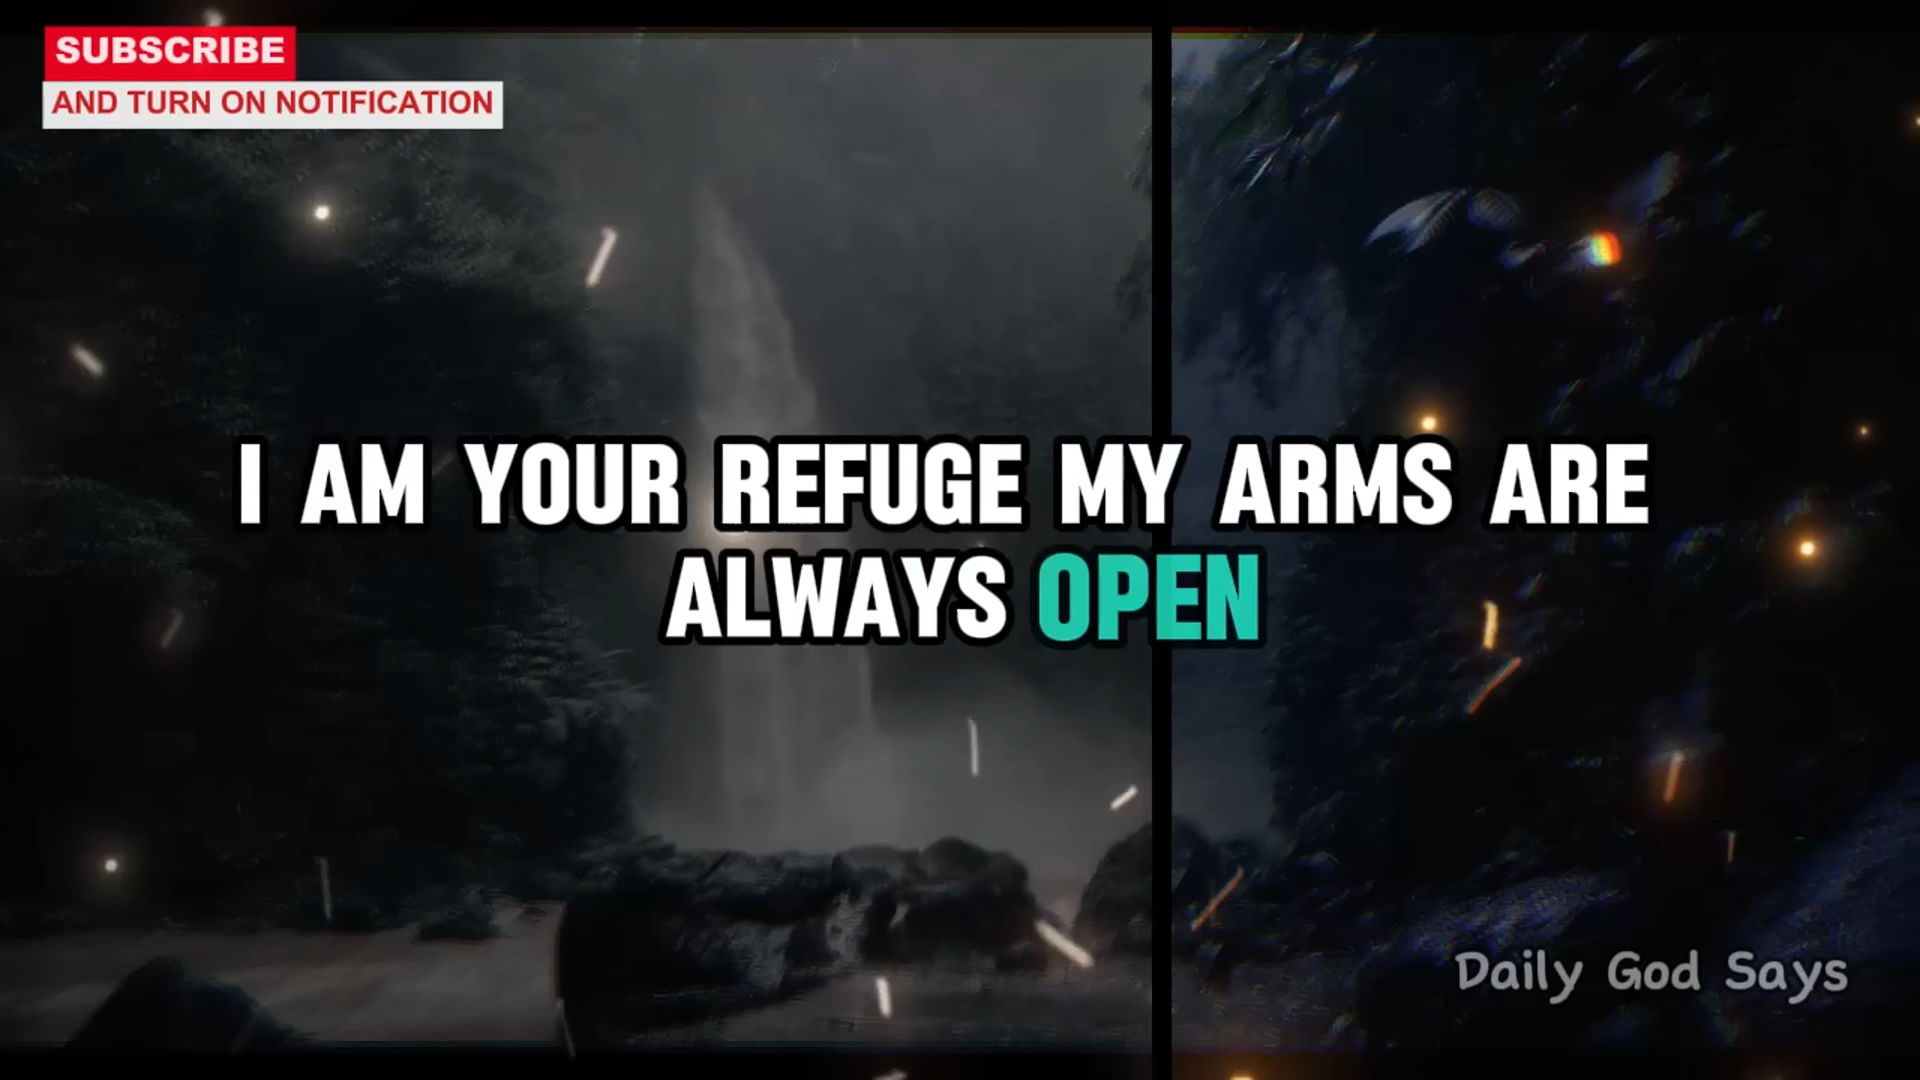 SUBSCRIBE
AND TURN ON NOTIFICATION
I AM YOUR REFUGE MY ARMS ARE
ALWAYS OPEN
Daily God Says